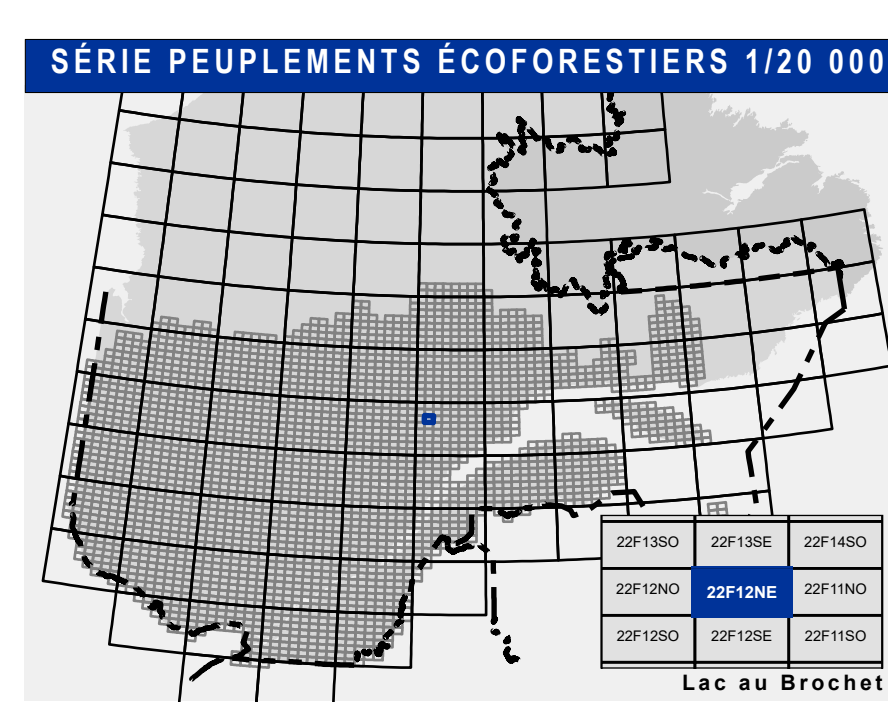 SÉRIE PEUPLEMENTS ÉCOFORESTIERS 1/20 000
22F13SO 22F13SE 22F14SO
22F12NO 22F12NE 22F11NO
22F12SO 22F12SE 22F11SO
Lac au Brochet